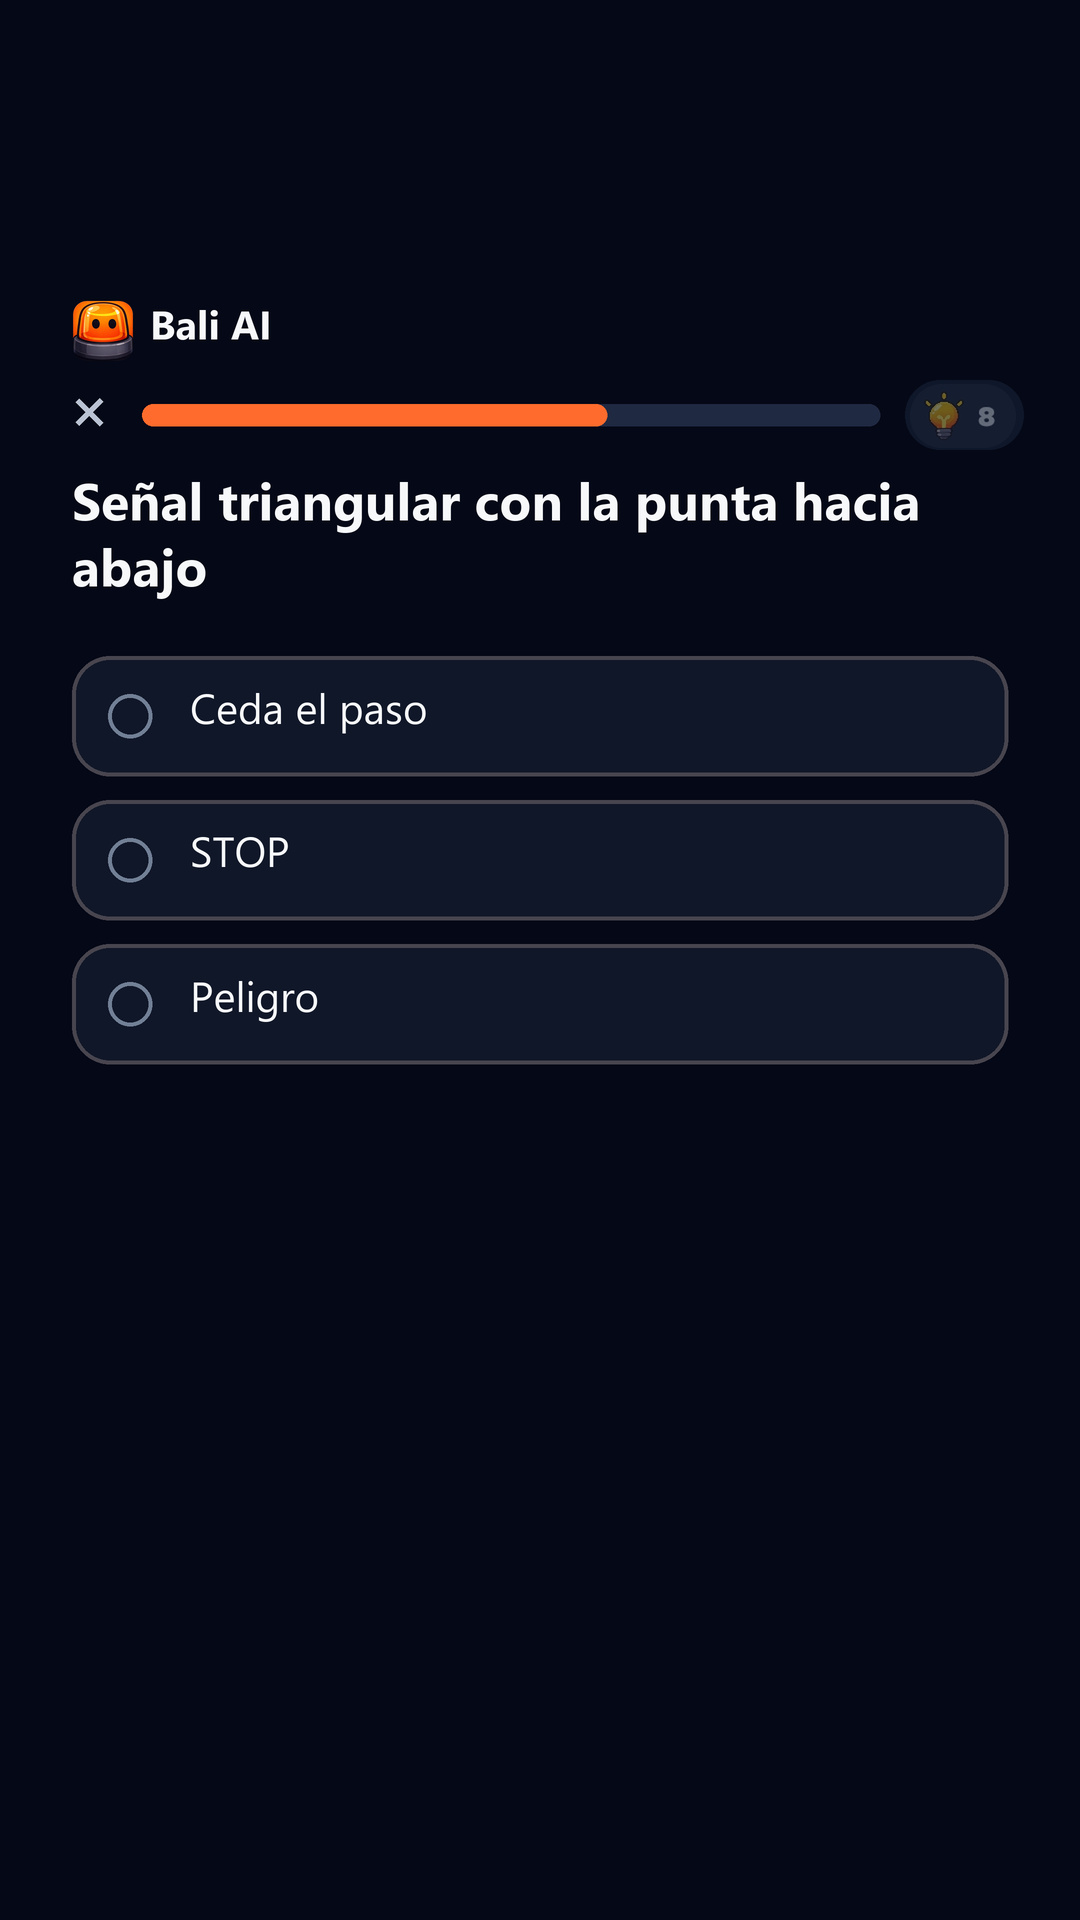 Bali AI
8
Señal triangular con la punta hacia
abajo
Ceda el paso
STOP
Peligro